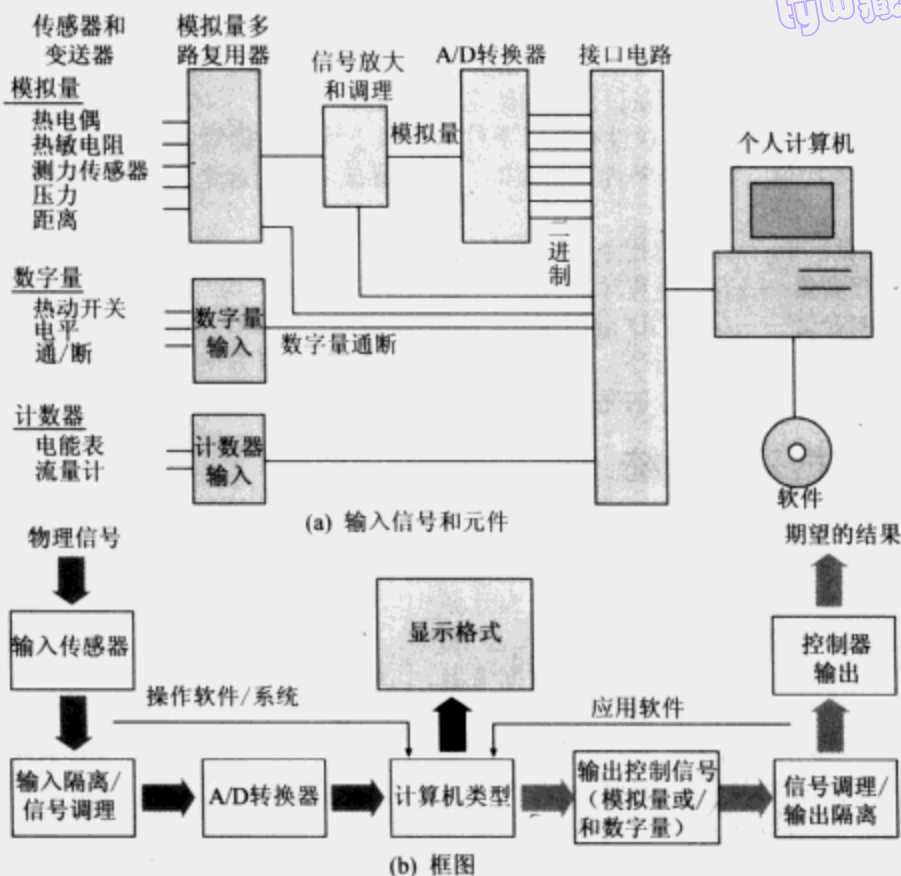 tyw藏
传感器和
变送器
模拟量多
路复用器
信号放大
和调理
A/D转换器
接口电路
模拟量
热电偶
热敏电阻
测力传感器
压力
距离
模拟量
二进制
个人计算机
数字量
热动开关
电平
通/断
数字量
输入
数字量通断
计数器
电能表
流量计
计数器
输入
软件
(a) 输入信号和元件
物理信号
期望的结果
输入传感器
显示格式
控制器
输出
操作软件/系统
应用软件
输入隔离/
信号调理
A/D转换器
计算机类型
输出控制信号
（模拟量或/
和数字量）
信号调理/
输出隔离
(b) 框图